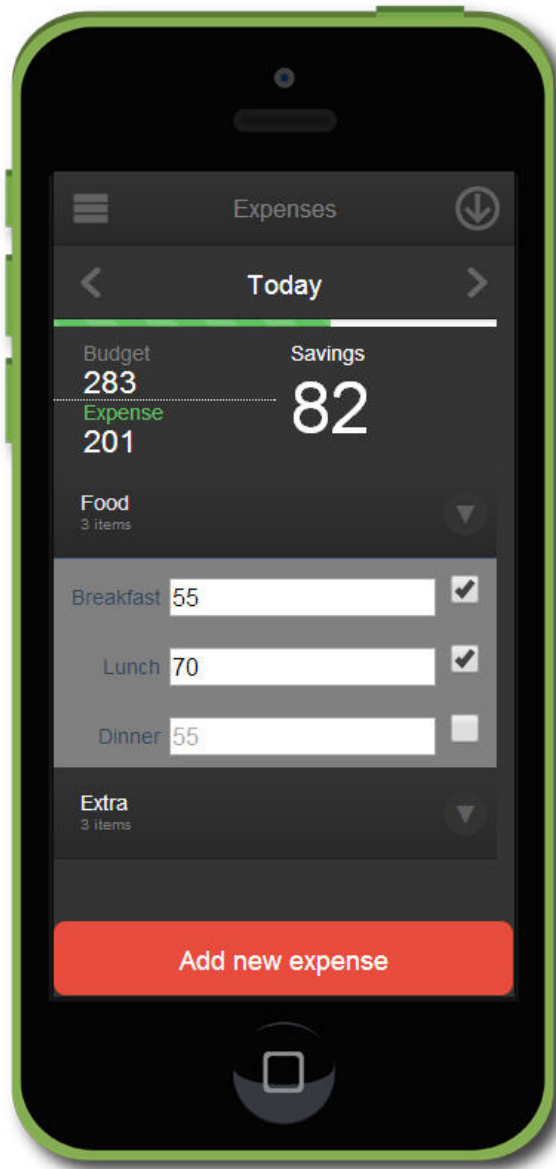 Expenses
Today
Budget
283
Savings
82
Expense
201
Food
3 items
Breakfast 55
Lunch 70
Dinner 55
Extra
3 items
Add new expense